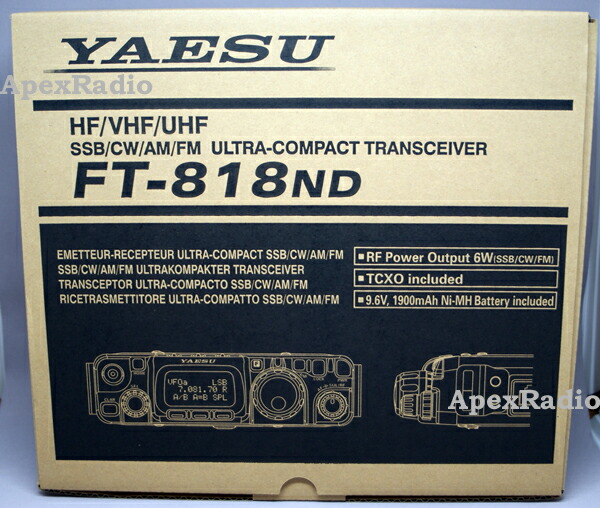 YAESU
ApexRadio
HF/VHF/UHF
SSB/CW/AM/FM ULTRA-COMPACT TRANSCEIVER
FT-818ND
EMETTEUR-RECEPTEUR ULTRA-COMPACT SSB/CW/AM/FM
SSB/CW/AM/FM ULTRAKOMPAKTER TRANSCEIVER
TRANSCEPTOR ULTRA-COMPACTO SSB/CW/AM/FM
RICETRASMETTITORE ULTRA-COMPATTO SSB/CW/AM/FM
■RF Power Output 6W(SSB/CW/FM)
■TCXO included
■9.6V, 1900mAh Ni-MH Battery included
YAESU
F
VFOa LSB
7.081.70 R
A/B A=B SPL
ApexRadio